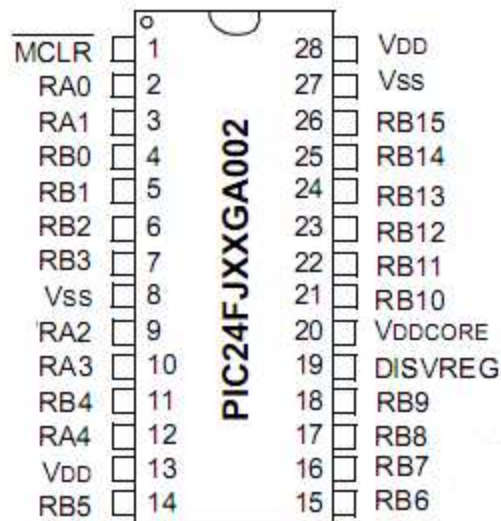 MCLR 1 28 VDD
RA0 2 27 VSS
RA1 3 26 RB15
RB0 4 25 RB14
RB1 5 24 RB13
RB2 6 23 RB12
RB3 7 22 RB11
VSS 8 21 RB10
RA2 9 20 VDDCORE
RA3 10 19 DISVREG
RB4 11 18 RB9
RA4 12 17 RB8
VDD 13 16 RB7
RB5 14 15 RB6
PIC24FJXXGA002